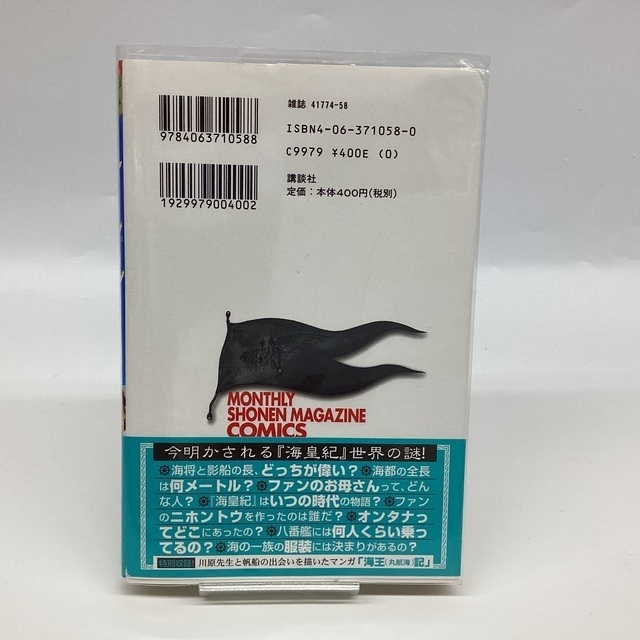 雑誌 41774-58
ISBN4-06-371058-0
C9979 ¥400E (0)
9784063710588
講談社
定価：本体400円(税別)
1929979004002
MONTHLY
SHONEN MAGAZINE
COMICS
今明かされる『海皇紀』世界の謎!
海将と影船の長、どっちが偉い? 海都の全長
は何メートル? ファンのお母さんって、どん
な人? 『海皇紀』はいつの時代の物語? ファン
のニホントウを作ったのは誰だ? オンタナっ
てどこにあったの? 八番艦には何人くらい乗っ
てるの? 海の一族の服装には決まりがあるの?
特別収録! 川原先生と帆船の出会いを描いたマンガ「海王(丸航海)記」